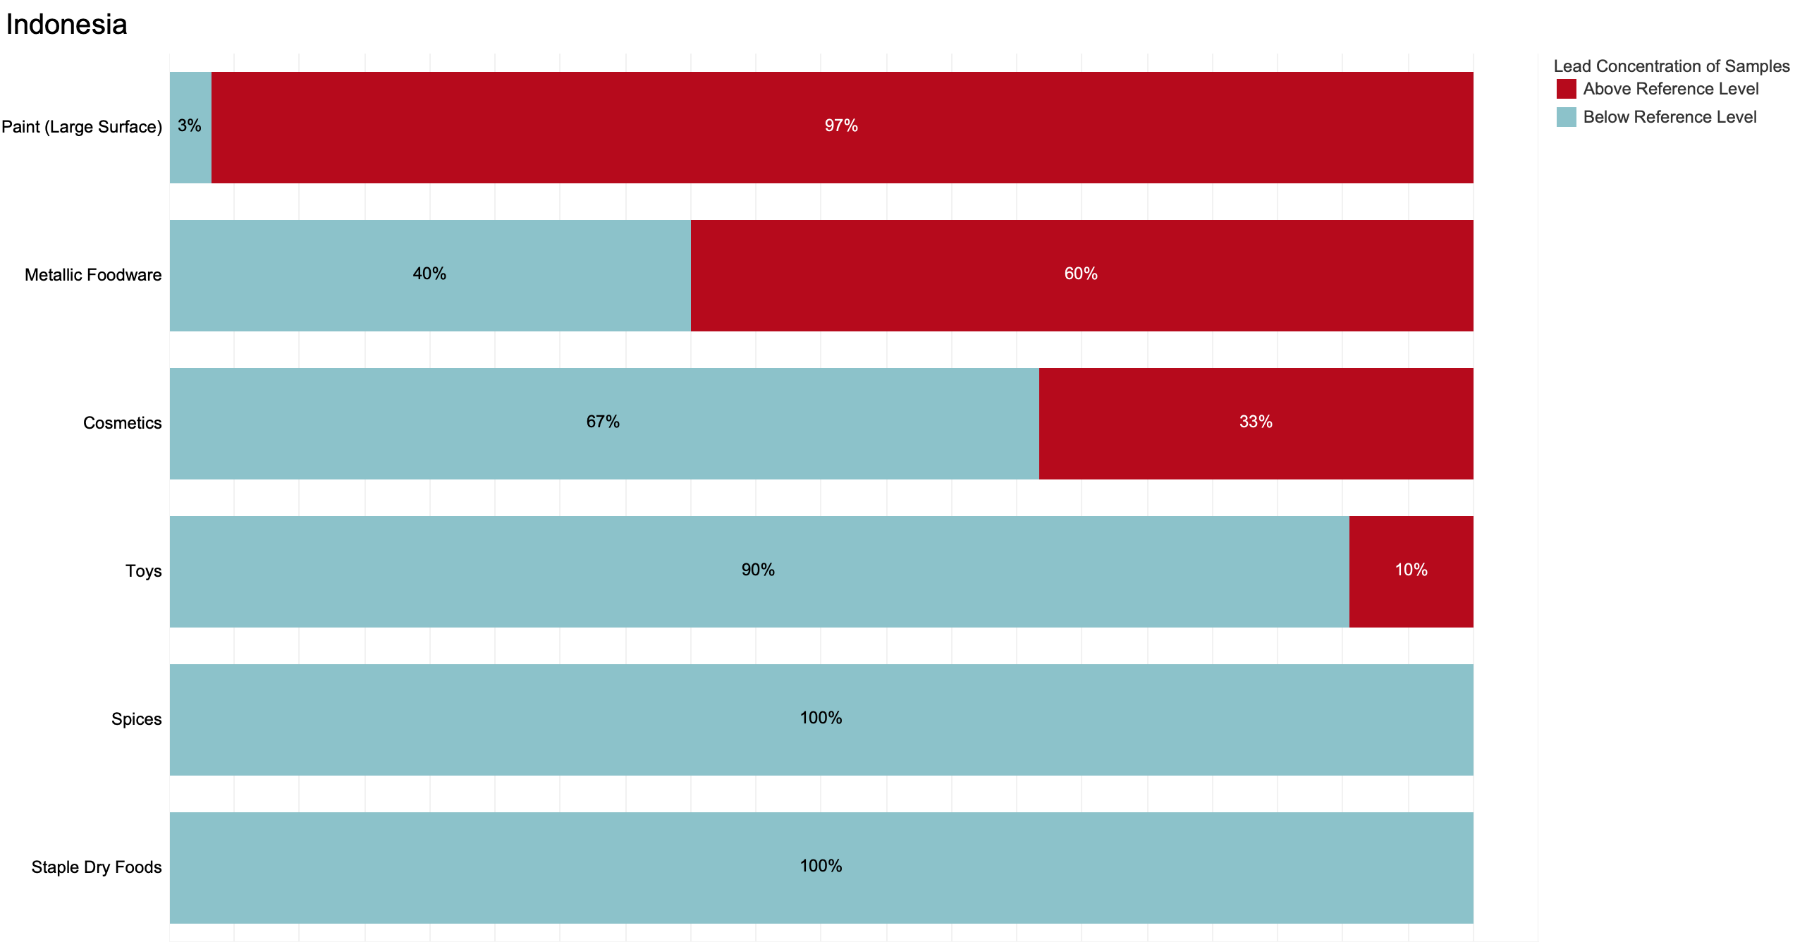 Indonesia
Lead Concentration of Samples
Above Reference Level
Below Reference Level
Paint (Large Surface) 3% 97%
Metallic Foodware 40% 60%
Cosmetics 67% 33%
Toys 90% 10%
Spices 100%
Staple Dry Foods 100%